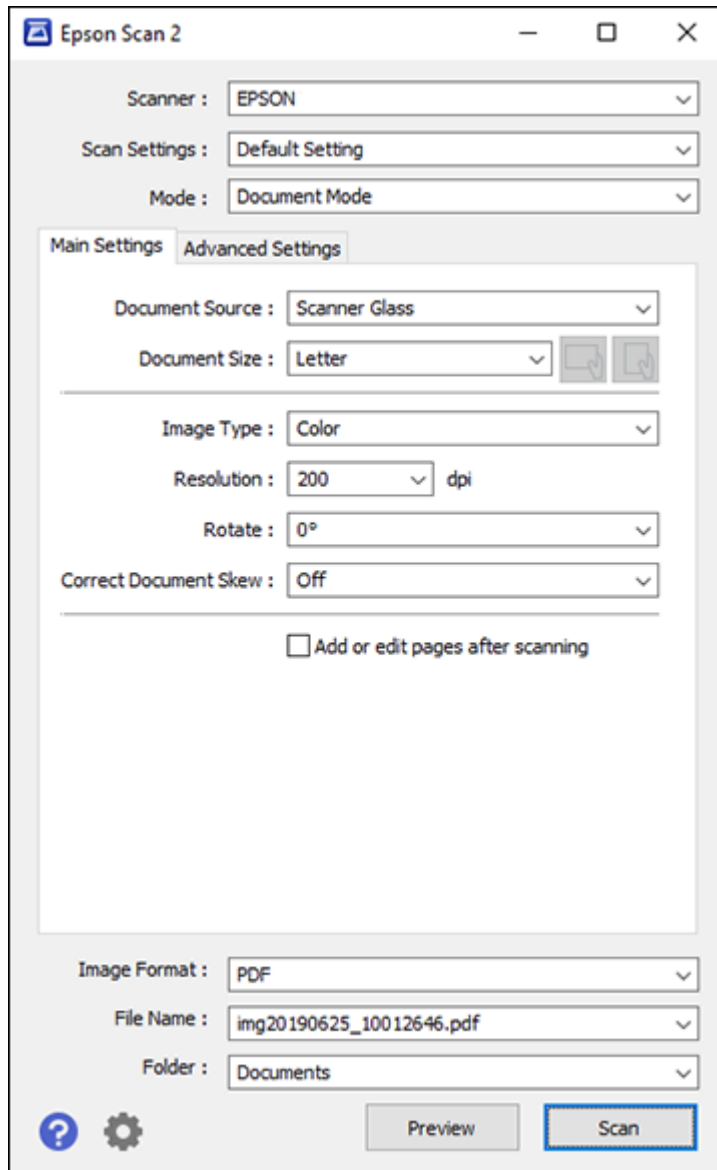 Epson Scan 2
Scanner : EPSON
Scan Settings : Default Setting
Mode : Document Mode
Main Settings Advanced Settings
Document Source : Scanner Glass
Document Size : Letter
Image Type : Color
Resolution : 200 dpi
Rotate : 0°
Correct Document Skew : Off
Add or edit pages after scanning
Image Format : PDF
File Name : img20190625_10012646.pdf
Folder : Documents
? Preview Scan